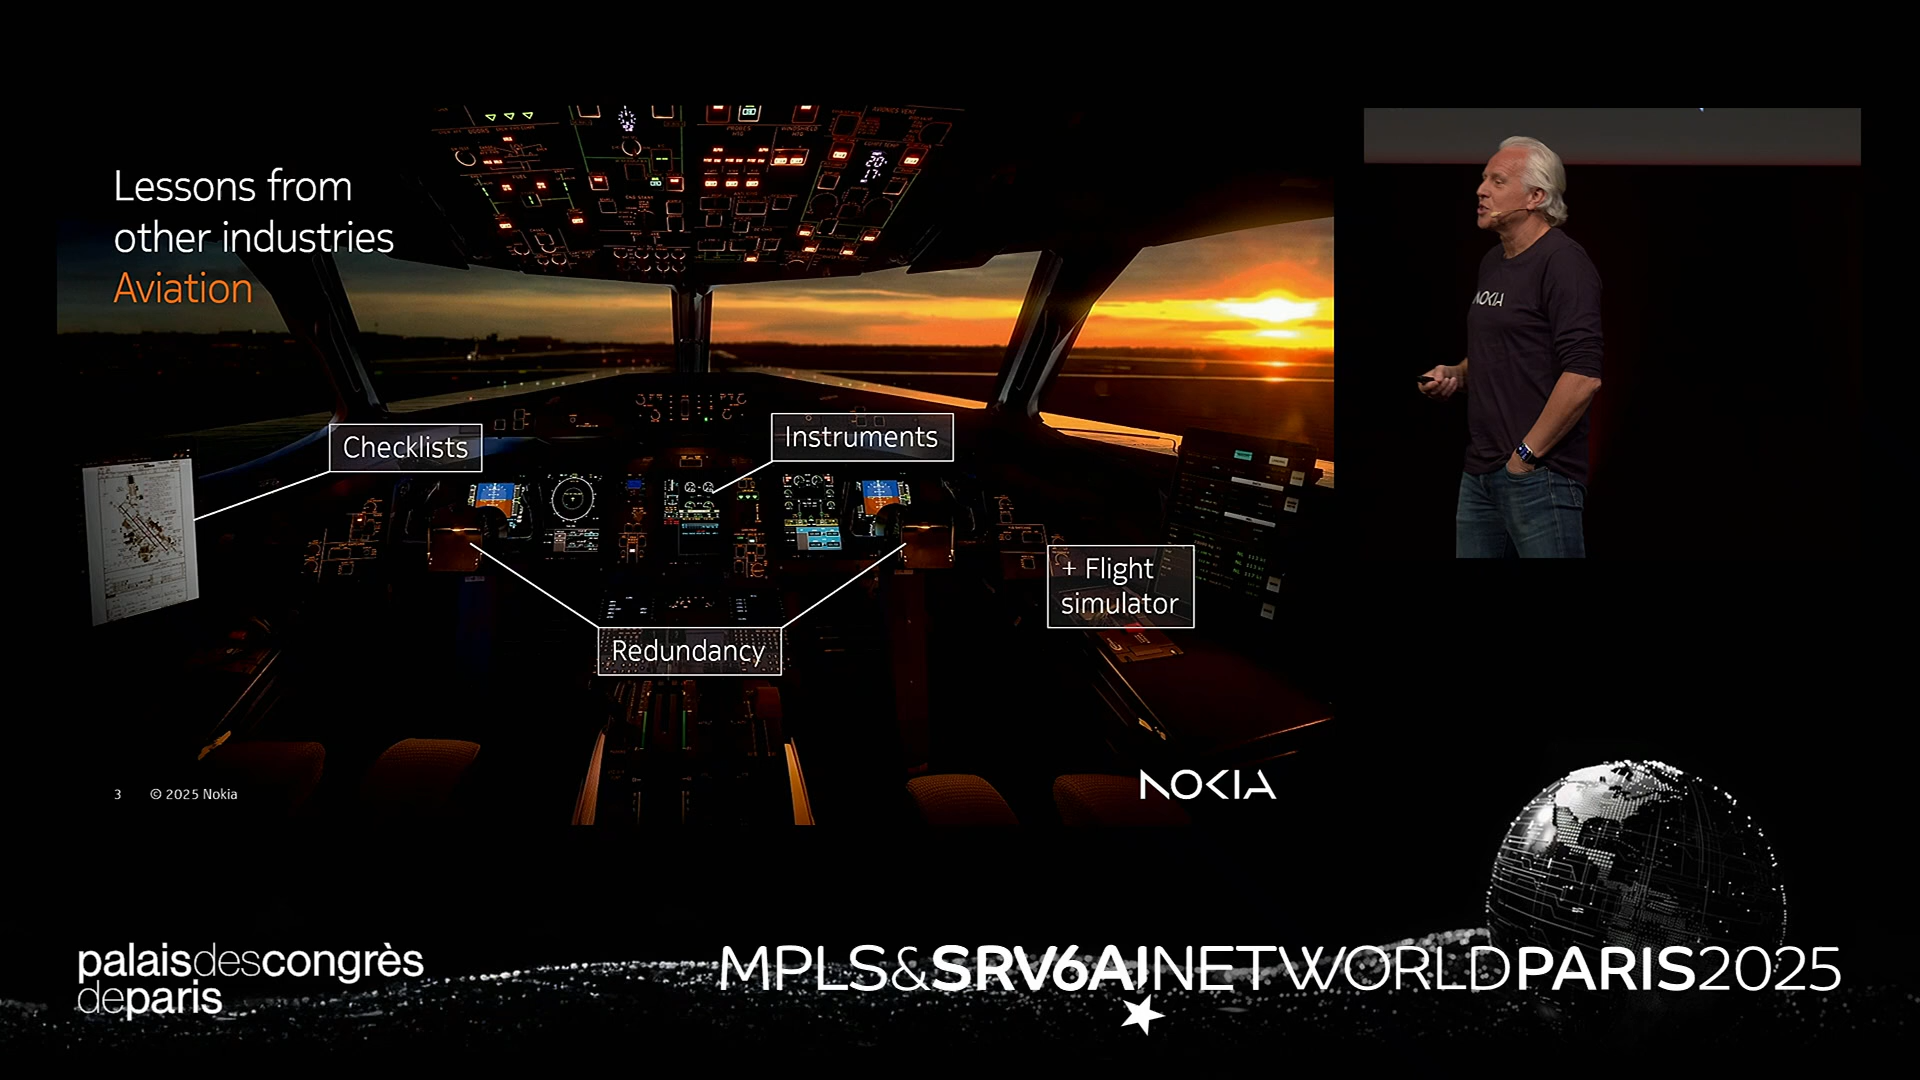 Lessons from
other industries
Aviation
Checklists
Instruments
Redundancy
+ Flight
simulator
3 © 2025 Nokia
NOKIA
NOKIA
palaisdescongrès
deparis
MPLS&SRV6AINETWORLDPARIS2025